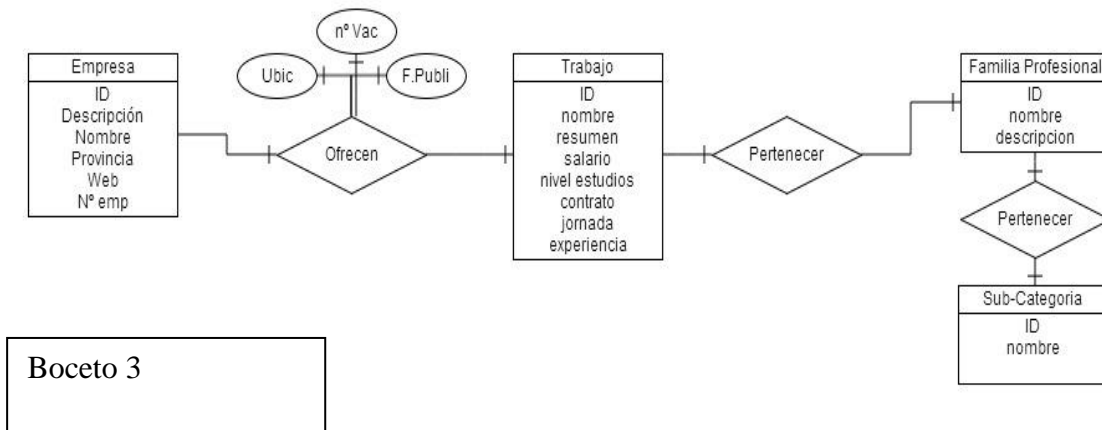 nº Vac
Ubic
F.Publi
Empresa
ID
Descripción
Nombre
Provincia
Web
Nº emp
Ofrecen
Trabajo
ID
nombre
resumen
salario
nivel estudios
contrato
jornada
experiencia
Pertenecer
Familia Profesional
ID
nombre
descripcion
Pertenecer
Sub-Categoria
ID
nombre
Boceto 3